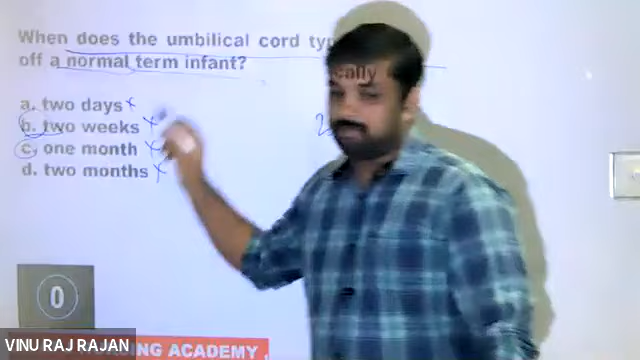 When does the umbilical cord
cally
off a normal term infant?
a. two days x
b. two weeks x
c. one month x
d. two months x
0
VINU RAJ RAJAN
ACADEMY